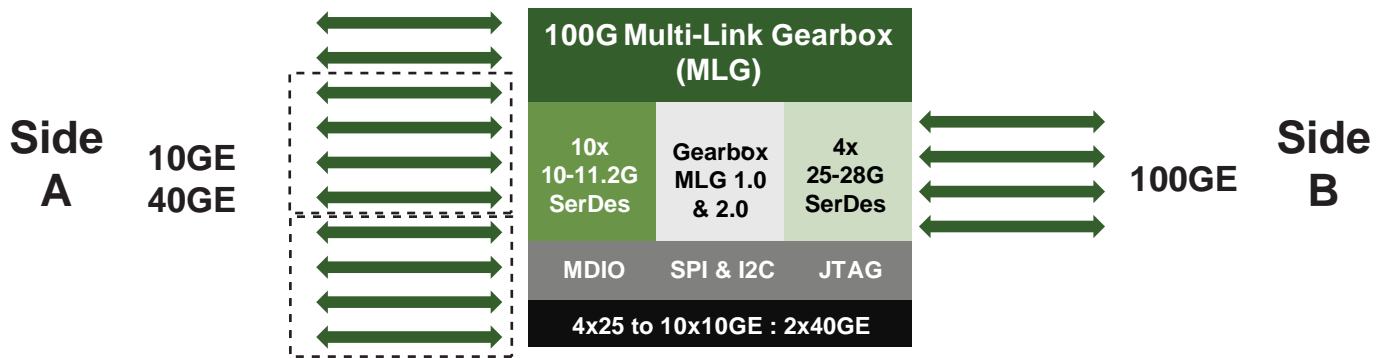 Side
A
10GE
40GE
100G Multi-Link Gearbox
(MLG)
10x
10-11.2G
SerDes
Gearbox
MLG 1.0
& 2.0
4x
25-28G
SerDes
MDIO
SPI & I2C
JTAG
4x25 to 10x10GE : 2x40GE
100GE
Side
B